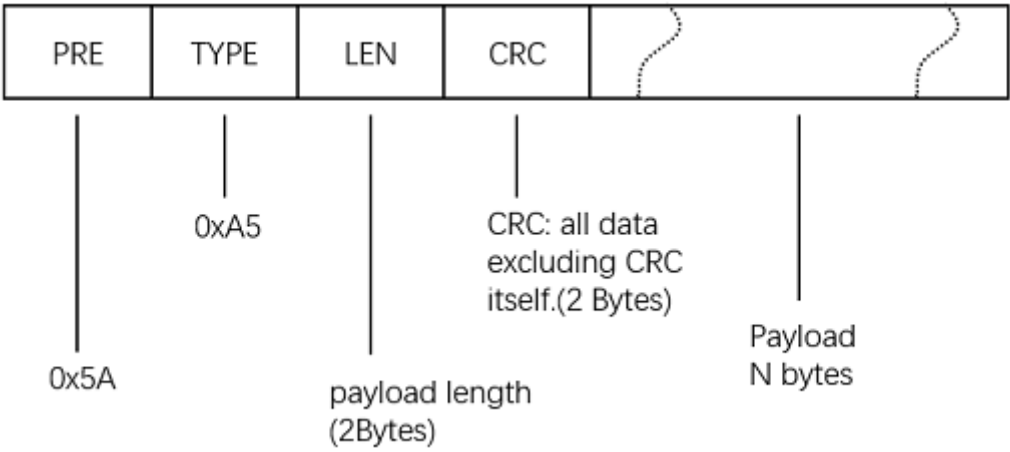 PRE
TYPE
LEN
CRC
0xA5
CRC: all data
excluding CRC
itself.(2 Bytes)
0x5A
payload length
(2Bytes)
Payload
N bytes